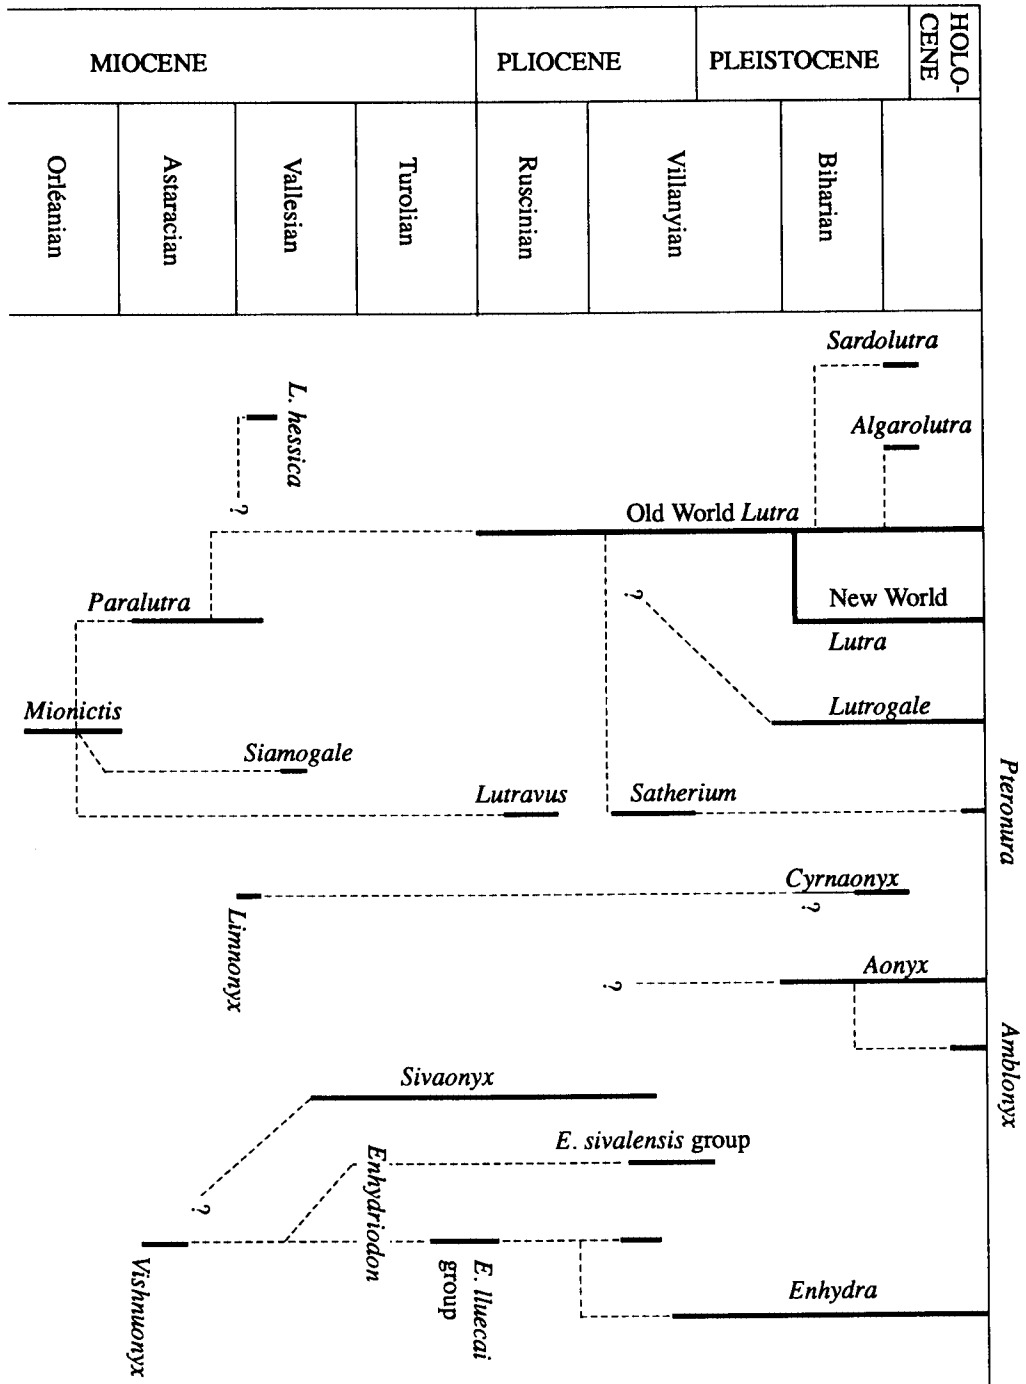 MIOCENE
PLIOCENE
PLEISTOCENE
HOLO-
CENE
Orléanian
Astaracian
Vallesian
Turolian
Ruscinian
Villanyian
Biharian
Sardolutra
L. hessica
?
Algarolutra
Old World Lutra
Paralutra
?
New World
Lutra
Mionictis
Lutrogale
Siamogale
Lutravus
Satherium
Pteronura
Limnonyx
Cyrnaonyx
?
Aonyx
?
Amblonyx
Sivaonyx
E. sivalensis group
?
Enhydriodon
Vishnuonyx
E. lluecai
group
Enhydra